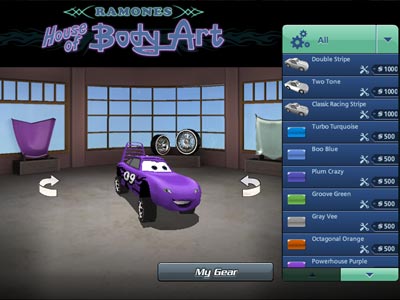 RAMONES
House of Body Art
All
Double Stripe
1000
Two Tone
1000
Classic Racing Stripe
1000
Turbo Turquoise
500
Boo Blue
500
Plum Crazy
500
Groove Green
500
Gray Vee
500
Octagonal Orange
500
Powerhouse Purple
My Gear